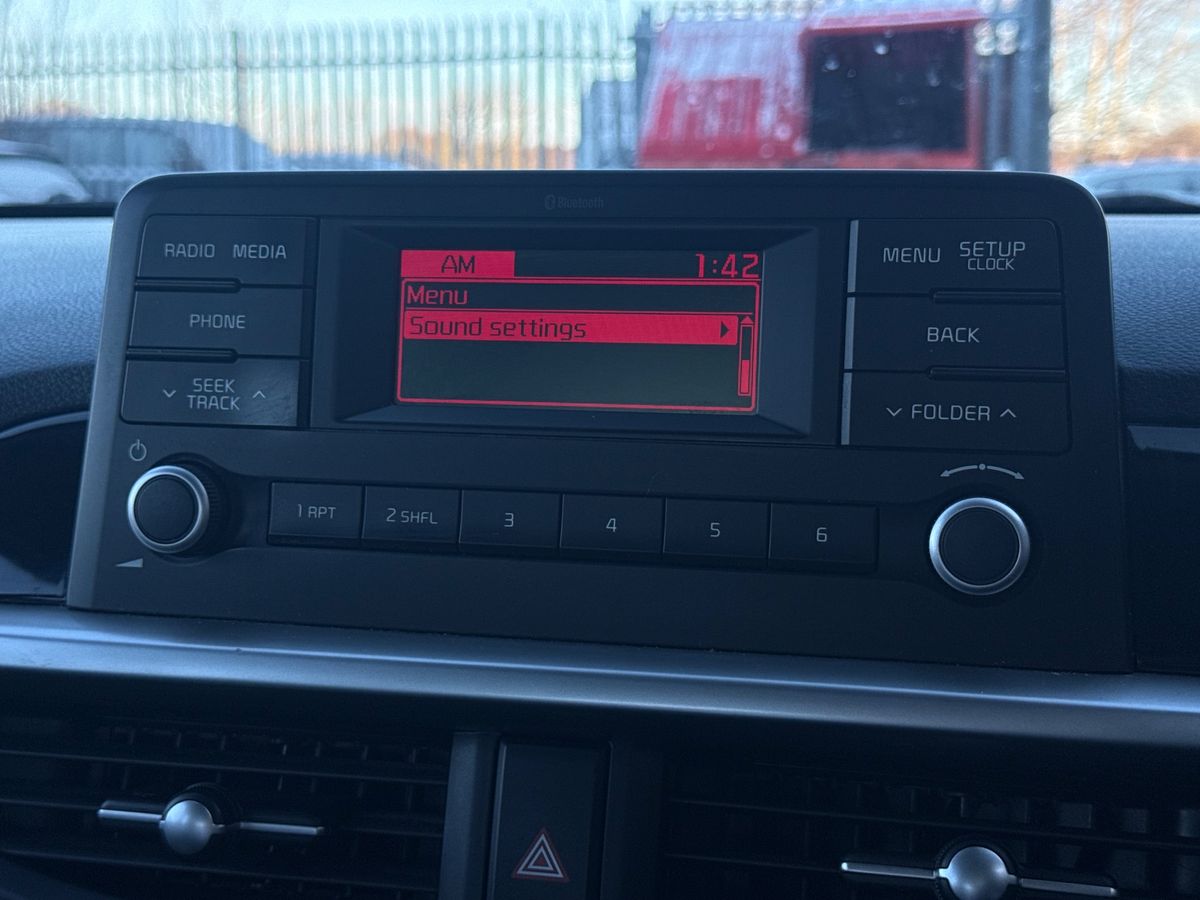 Bluetooth
RADIO MEDIA
PHONE
SEEK
TRACK
AM 1:42
Menu
Sound settings
MENU SETUP
CLOCK
BACK
FOLDER
1 RPT 2 SHFL 3 4 5 6